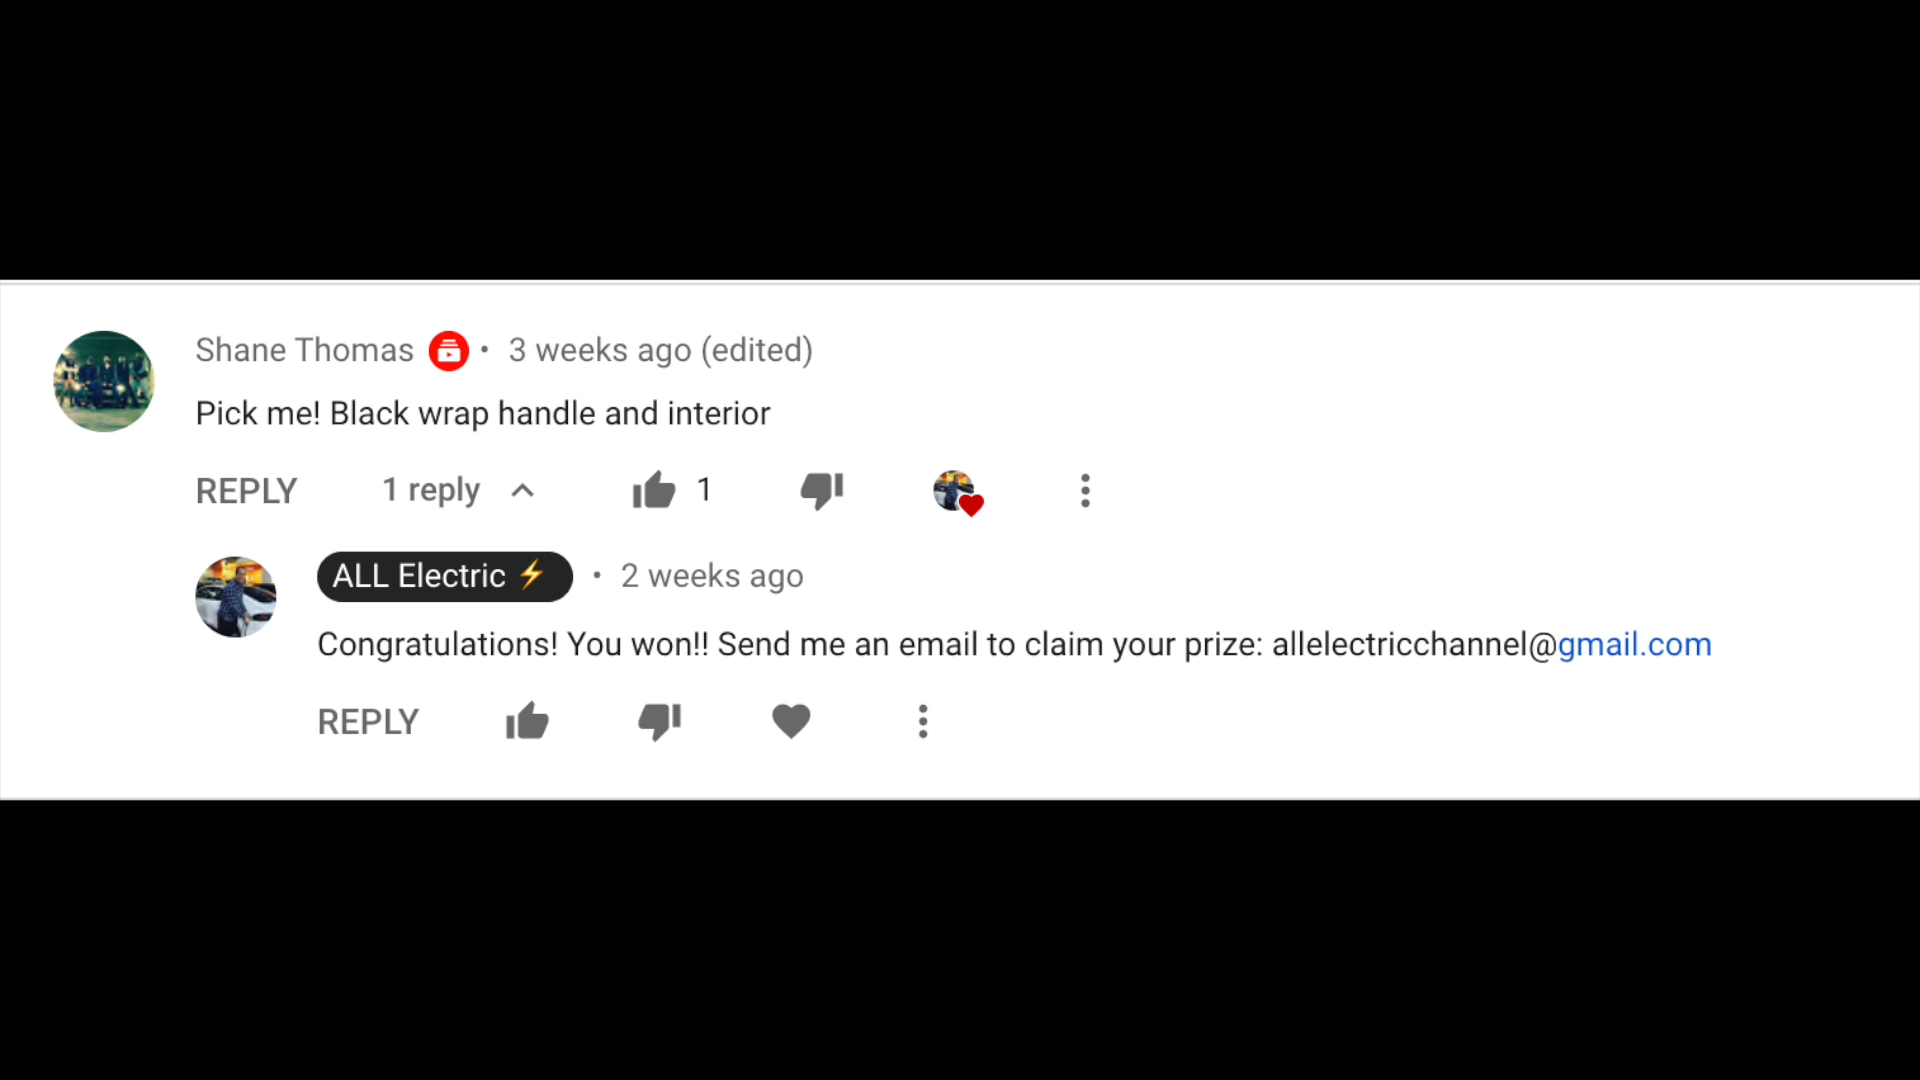 Shane Thomas • 3 weeks ago (edited)
Pick me! Black wrap handle and interior
REPLY 1 reply 1
ALL Electric ⚡ • 2 weeks ago
Congratulations! You won!! Send me an email to claim your prize: allelectricchannel@gmail.com
REPLY